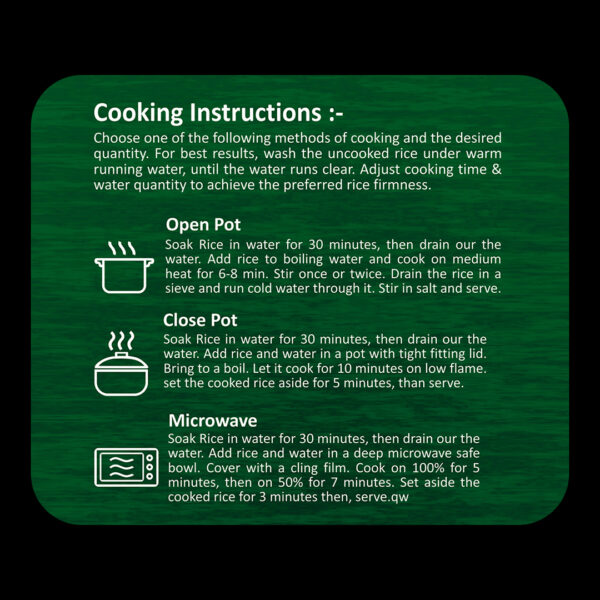 Cooking Instructions :-
Choose one of the following methods of cooking and the desired
quantity. For best results, wash the uncooked rice under warm
running water, until the water runs clear. Adjust cooking time &
water quantity to achieve the preferred rice firmness.
Open Pot
Soak Rice in water for 30 minutes, then drain our the
water. Add rice to boiling water and cook on medium
heat for 6-8 min. Stir once or twice. Drain the rice in a
sieve and run cold water through it. Stir in salt and serve.
Close Pot
Soak Rice in water for 30 minutes, then drain our the
water. Add rice and water in a pot with tight fitting lid.
Bring to a boil. Let it cook for 10 minutes on low flame.
set the cooked rice aside for 5 minutes, than serve.
Microwave
Soak Rice in water for 30 minutes, then drain our the
water. Add rice and water in a deep microwave safe
bowl. Cover with a cling film. Cook on 100% for 5
minutes, then on 50% for 7 minutes. Set aside the
cooked rice for 3 minutes then, serve.qw